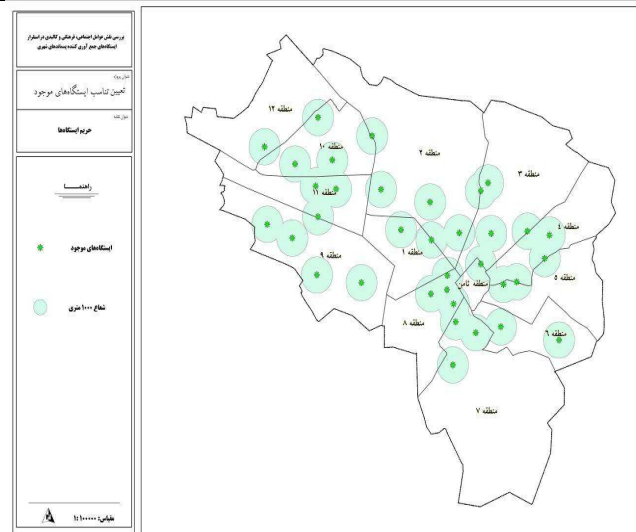 بررسی نقش عوامل اجتماعی، فرهنگی و کالبدی در استقرار
ایستگاه‌های جمع آوری کننده پسماندهای شهری
عنوان پروژه
تعیین تناسب ایستگاه‌های موجود
عنوان نقشه
حریم ایستگاه‌ها
راهنمـــا
ایستگاه‌های موجود
شعاع ۱۰۰۰ متری
مقیاس: ۱:۱۰۰۰۰۰
منطقه ۱۲
منطقه ۱۰
منطقه ۲
منطقه ۳
منطقه ۱۱
منطقه ۴
منطقه ۱
منطقه ۹
منطقه ۵
منطقه ثامن
منطقه ۸
منطقه ۶
منطقه ۷